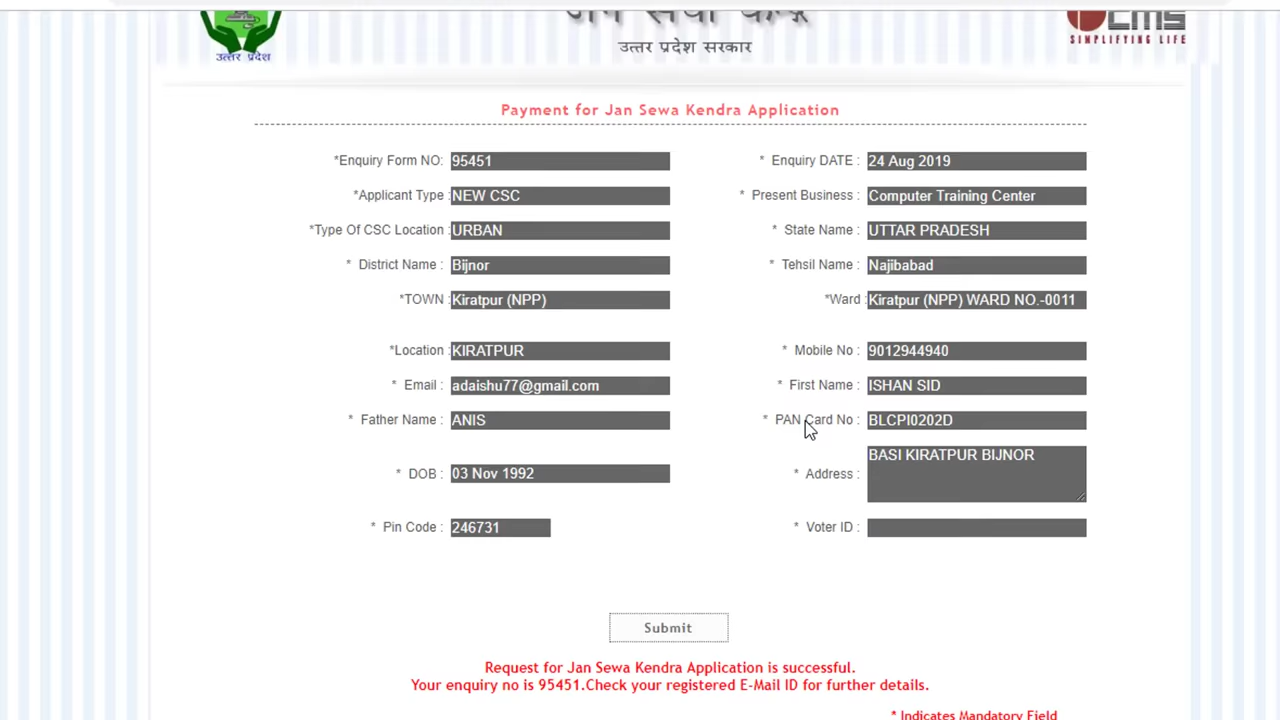 जन सेवा केन्द्र
CMS
उत्तर प्रदेश
उत्तर प्रदेश सरकार
SIMPLIFYING LIFE
Payment for Jan Sewa Kendra Application
*Enquiry Form NO: 95451
* Enquiry DATE : 24 Aug 2019
*Applicant Type : NEW CSC
* Present Business : Computer Training Center
*Type Of CSC Location : URBAN
* State Name : UTTAR PRADESH
* District Name : Bijnor
* Tehsil Name : Najibabad
*TOWN : Kiratpur (NPP)
*Ward : Kiratpur (NPP) WARD NO.-0011
*Location : KIRATPUR
* Mobile No : 9012944940
* Email : adaishu77@gmail.com
* First Name : ISHAN SID
* Father Name : ANIS
* PAN Card No : BLCPI0202D
* DOB : 03 Nov 1992
* Address : BASI KIRATPUR BIJNOR
* Pin Code : 246731
* Voter ID :
Submit
Request for Jan Sewa Kendra Application is successful.
Your enquiry no is 95451.Check your registered E-Mail ID for further details.
* Indicates Mandatory Field